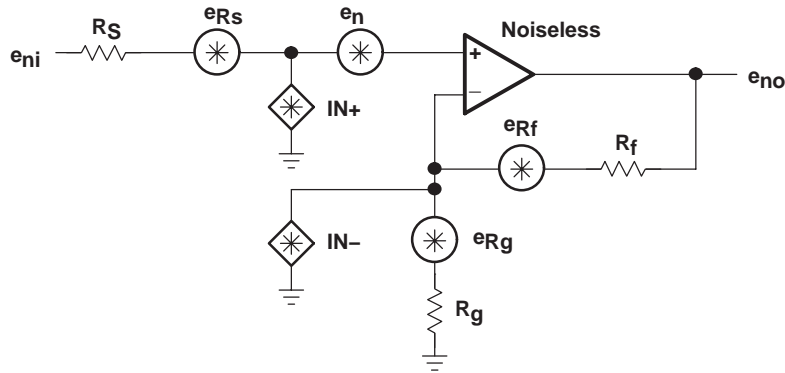 RS
eRs
en
Noiseless
eni
+
IN+
−
eno
eRf
Rf
IN−
eRg
Rg